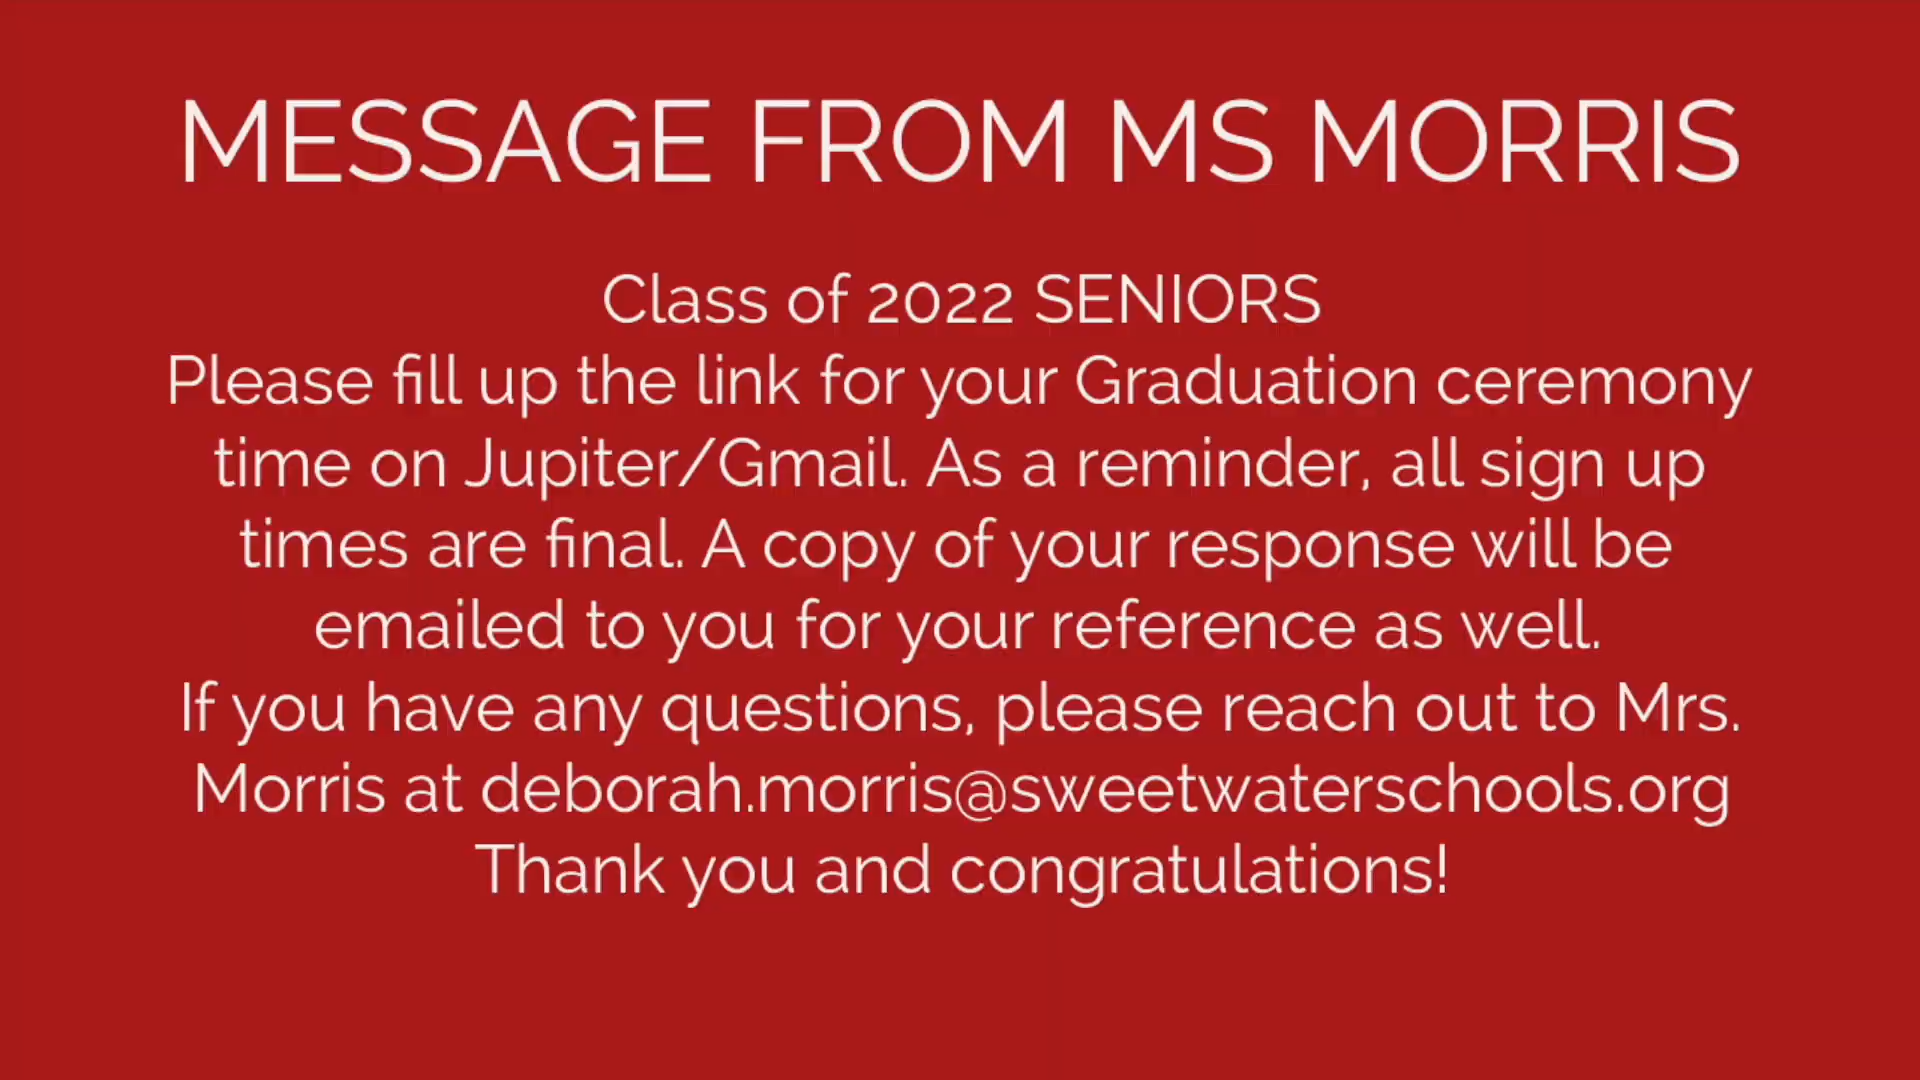 MESSAGE FROM MS MORRIS
Class of 2022 SENIORS
Please fill up the link for your Graduation ceremony
time on Jupiter/Gmail. As a reminder, all sign up
times are final. A copy of your response will be
emailed to you for your reference as well.
If you have any questions, please reach out to Mrs.
Morris at deborah.morris@sweetwaterschools.org
Thank you and congratulations!